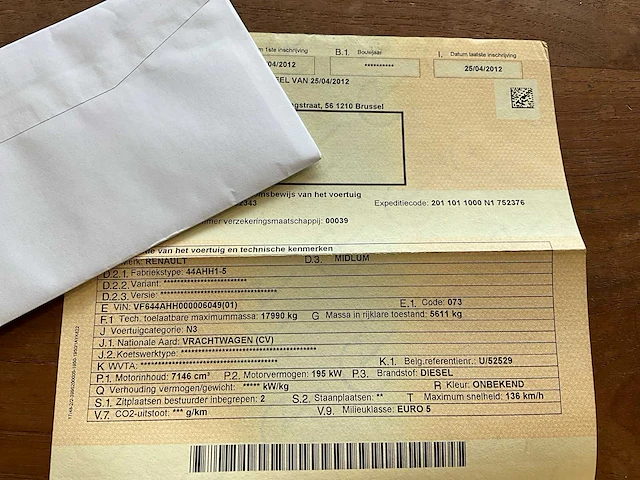 1ste inschrijving B.1. Bouwjaar I. Datum laatste inschrijving
04/2012 ********** 25/04/2012
EEL VAN 25/04/2012
gstraat, 56 1210 Brussel
nsbewijs van het voertuig
2343 Expeditiecode: 201 101 1000 N1 752376
mer verzekeringsmaatschappij: 00039
van het voertuig en technische kenmerken
Merk: RENAULT D.3. MIDLUM
D.2.1. Fabriekstype: 44AHH1-5
D.2.2. Variant: *************************
D.2.3. Versie: ***********************************
E VIN: VF644AHH000006049(01) E.1. Code: 073
F.1 Tech. toelaatbare maximummassa: 17990 kg G Massa in rijklare toestand: 5611 kg
J Voertuigcategorie: N3
J.1. Nationale Aard: VRACHTWAGEN (CV)
J.2. Koetswerktype: **********************************
K WVTA: *********************************** K.1. Belg.referentienr.: U/52529
P.1. Motorinhoud: 7146 cm³ P.2. Motorvermogen: 195 kW P.3. Brandstof: DIESEL
Q Verhouding vermogen/gewicht: ***** kW/kg R Kleur: ONBEKEND
S.1. Zitplaatsen bestuurder inbegrepen: 2 S.2. Staanplaatsen: ** T Maximum snelheid: 136 km/h
V.7. CO2-uitstoot: *** g/km V.9. Milieuklasse: EURO 5